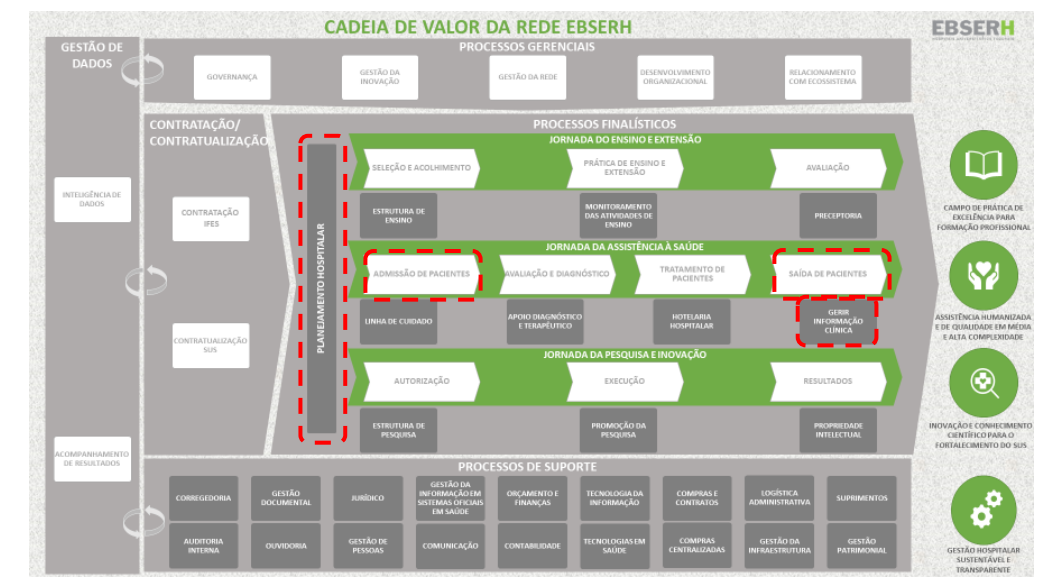 CADEIA DE VALOR DA REDE EBSERH
EBSERH
GESTÃO DE
DADOS
PROCESSOS GERENCIAIS
GOVERNANÇA
GESTÃO DA
INOVAÇÃO
GESTÃO DA REDE
DESENVOLVIMENTO
ORGANIZACIONAL
RELACIONAMENTO
COM ECOSSISTEMA
INTELIGÊNCIA DE
DADOS
ACOMPANHAMENTO
DE RESULTADOS
CONTRATAÇÃO/
CONTRATUALIZAÇÃO
CONTRATAÇÃO
IFES
CONTRATUALIZAÇÃO
SUS
PROCESSOS FINALÍSTICOS
PLANEJAMENTO HOSPITALAR
JORNADA DO ENSINO E EXTENSÃO
SELEÇÃO E ACOLHIMENTO
PRÁTICA DE ENSINO E
EXTENSÃO
AVALIAÇÃO
ESTRUTURA DE
ENSINO
MONITORAMENTO
DAS ATIVIDADES DE
ENSINO
PRECEPTORIA
JORNADA DA ASSISTÊNCIA À SAÚDE
ADMISSÃO DE PACIENTES
AVALIAÇÃO E DIAGNÓSTICO
TRATAMENTO DE
PACIENTES
SAÍDA DE PACIENTES
LINHA DE CUIDADO
APOIO DIAGNÓSTICO
E TERAPÊUTICO
HOTELARIA
HOSPITALAR
GERIR
INFORMAÇÃO
CLÍNICA
JORNADA DA PESQUISA E INOVAÇÃO
AUTORIZAÇÃO
EXECUÇÃO
RESULTADOS
ESTRUTURA DE
PESQUISA
PROMOÇÃO DA
PESQUISA
PROPRIEDADE
INTELECTUAL
PROCESSOS DE SUPORTE
CORREGEDORIA
GESTÃO
DOCUMENTAL
JURÍDICO
GESTÃO DA
INFORMAÇÃO EM
SISTEMAS OFICIAIS
EM SAÚDE
ORÇAMENTO E
FINANÇAS
TECNOLOGIA DA
INFORMAÇÃO
COMPRAS E
CONTRATOS
LOGÍSTICA
ADMINISTRATIVA
SUPRIMENTOS
AUDITORIA
INTERNA
OUVIDORIA
GESTÃO DE
PESSOAS
COMUNICAÇÃO
CONTABILIDADE
TECNOLOGIAS EM
SAÚDE
COMPRAS
CENTRALIZADAS
GESTÃO DA
INFRAESTRUTURA
GESTÃO
PATRIMONIAL
CAMPO DE PRÁTICA DE
EXCELÊNCIA PARA
FORMAÇÃO PROFISSIONAL
ASSISTÊNCIA HUMANIZADA
E DE QUALIDADE EM MÉDIA
E ALTA COMPLEXIDADE
INOVAÇÃO E CONHECIMENTO
CIENTÍFICO PARA O
FORTALECIMENTO DO SUS
GESTÃO HOSPITALAR
SUSTENTÁVEL E
TRANSPARENTE